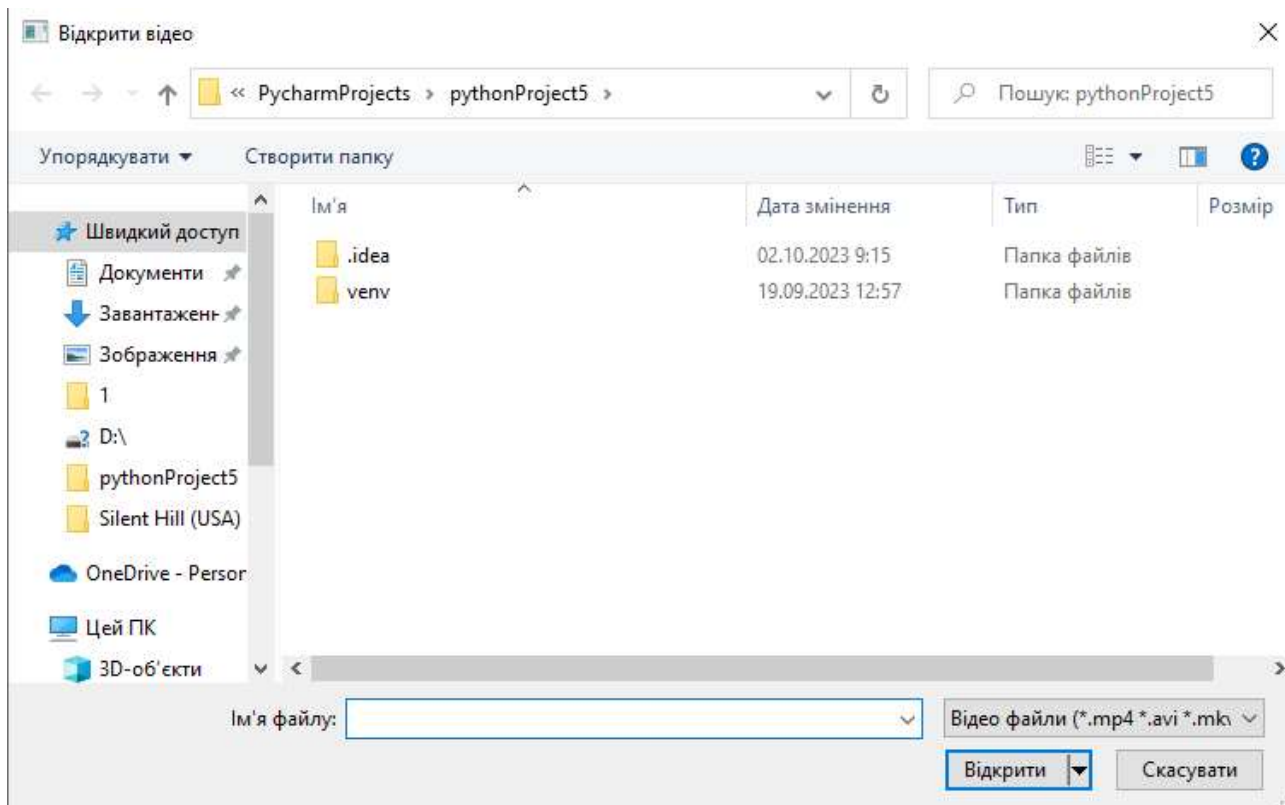 Відкрити відео
« PycharmProjects › pythonProject5 ›
Пошук: pythonProject5
Упорядкувати
Створити папку
Ім'я
Дата змінення
Тип
Розмір
Швидкий доступ
Документи
Завантаженн
Зображення
1
D:\
pythonProject5
Silent Hill (USA)
OneDrive - Person
Цей ПК
3D-об'єкти
.idea 02.10.2023 9:15 Папка файлів
venv 19.09.2023 12:57 Папка файлів
Ім'я файлу:
Відео файли (*.mp4 *.avi *.mkv
Відкрити
Скасувати